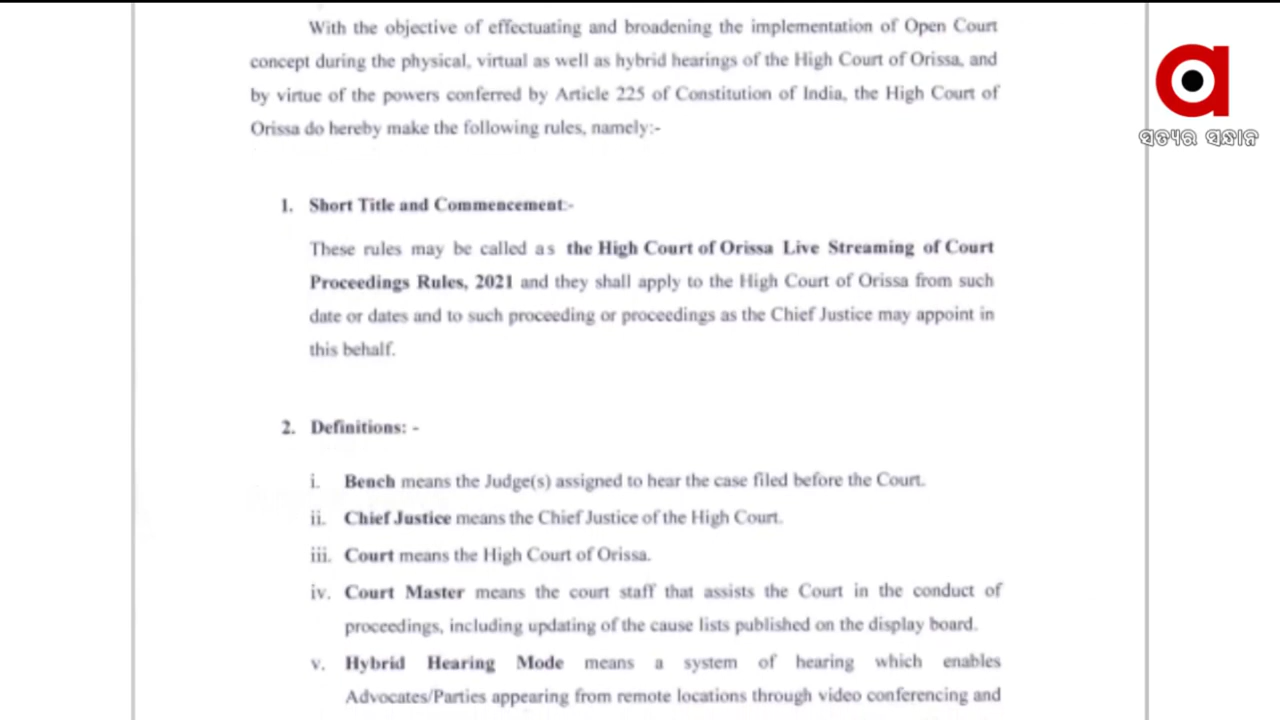 With the objective of effectuating and broadening the implementation of Open Court
concept during the physical, virtual as well as hybrid hearings of the High Court of Orissa, and
by virtue of the powers conferred by Article 225 of Constitution of India, the High Court of
Orissa do hereby make the following rules, namely:-
ସତ୍ୟର ସନ୍ଧାନ
1. Short Title and Commencement:-
These rules may be called as the High Court of Orissa Live Streaming of Court
Proceedings Rules, 2021 and they shall apply to the High Court of Orissa from such
date or dates and to such proceeding or proceedings as the Chief Justice may appoint in
this behalf.
2. Definitions: -
i. Bench means the Judge(s) assigned to hear the case filed before the Court.
ii. Chief Justice means the Chief Justice of the High Court.
iii. Court means the High Court of Orissa.
iv. Court Master means the court staff that assists the Court in the conduct of
proceedings, including updating of the cause lists published on the display board.
v. Hybrid Hearing Mode means a system of hearing which enables
Advocates/Parties appearing from remote locations through video conferencing and